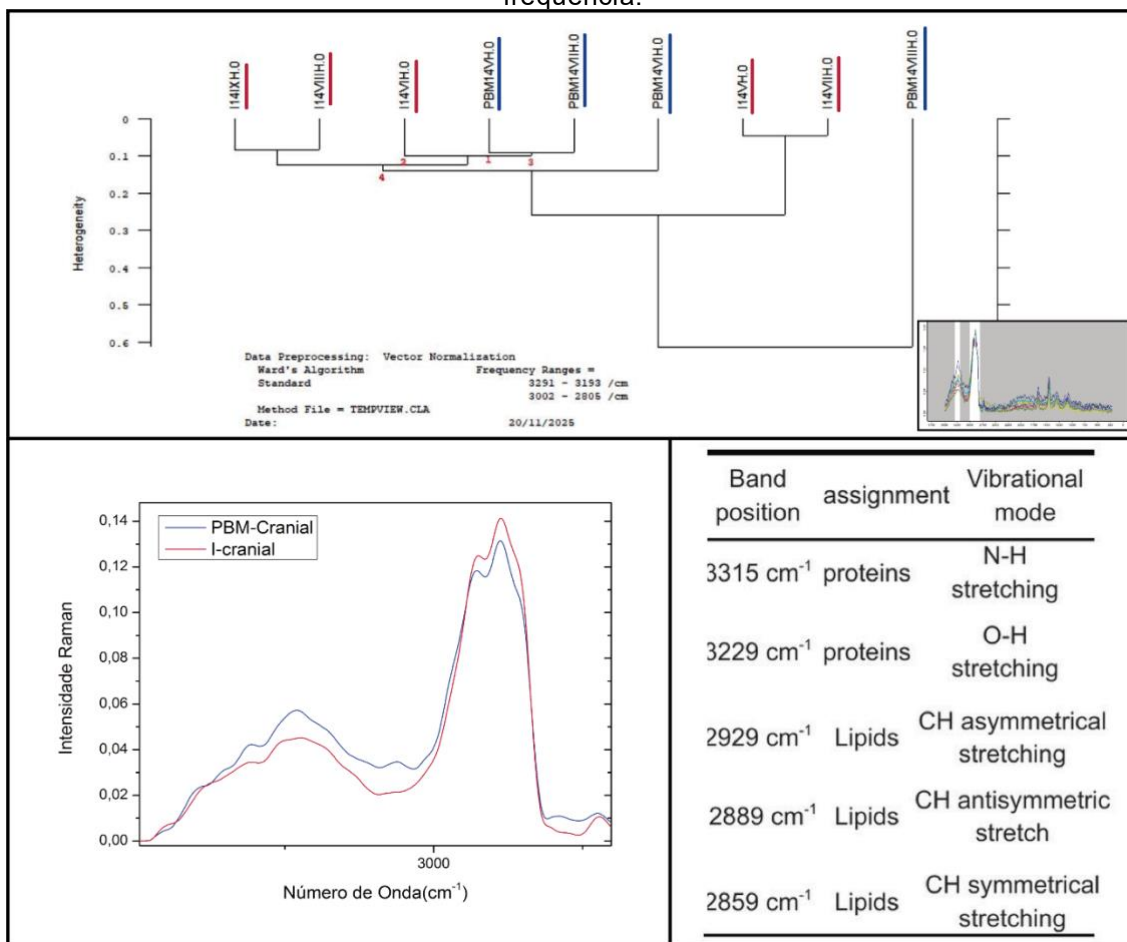 frequência.
I14IXH.0
I14VIIIH.0
I14VIH.0
PBM14VH.0
PBM14VIIH.0
PBM14VIH.0
I14VH.0
I14VIIH.0
PBM14VIIIH.0
Heterogeneity
0
0.1
0.2
0.3
0.4
0.5
0.6
2
1
3
4
Data Preprocessing: Vector Normalization
Ward's Algorithm Frequency Ranges =
Standard 3291 - 3193 /cm
3002 - 2805 /cm
Method File = TEMPVIEW.CLA
Date: 20/11/2025
Intensidade Raman
0,14
0,12
0,10
0,08
0,06
0,04
0,02
0,00
PBM-Cranial
I-cranial
3000
Número de Onda(cm-1)
Band position assignment Vibrational mode
3315 cm-1 proteins N-H stretching
3229 cm-1 proteins O-H stretching
2929 cm-1 Lipids CH asymmetrical stretching
2889 cm-1 Lipids CH antisymmetric stretch
2859 cm-1 Lipids CH symmetrical stretching